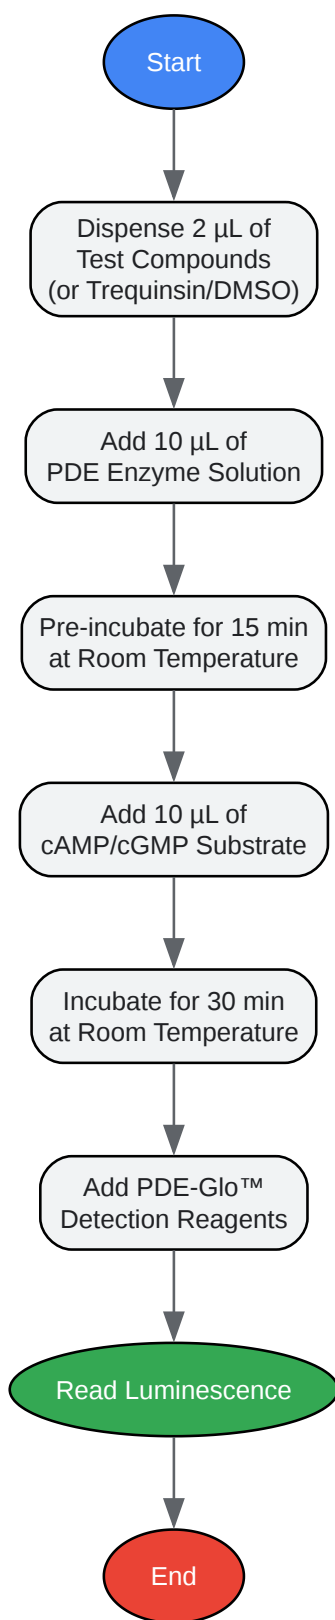 Start
Dispense 2 µL of
Test Compounds
(or Trequinsin/DMSO)
Add 10 µL of
PDE Enzyme Solution
Pre-incubate for 15 min
at Room Temperature
Add 10 µL of
cAMP/cGMP Substrate
Incubate for 30 min
at Room Temperature
Add PDE-Glo™
Detection Reagents
Read Luminescence
End